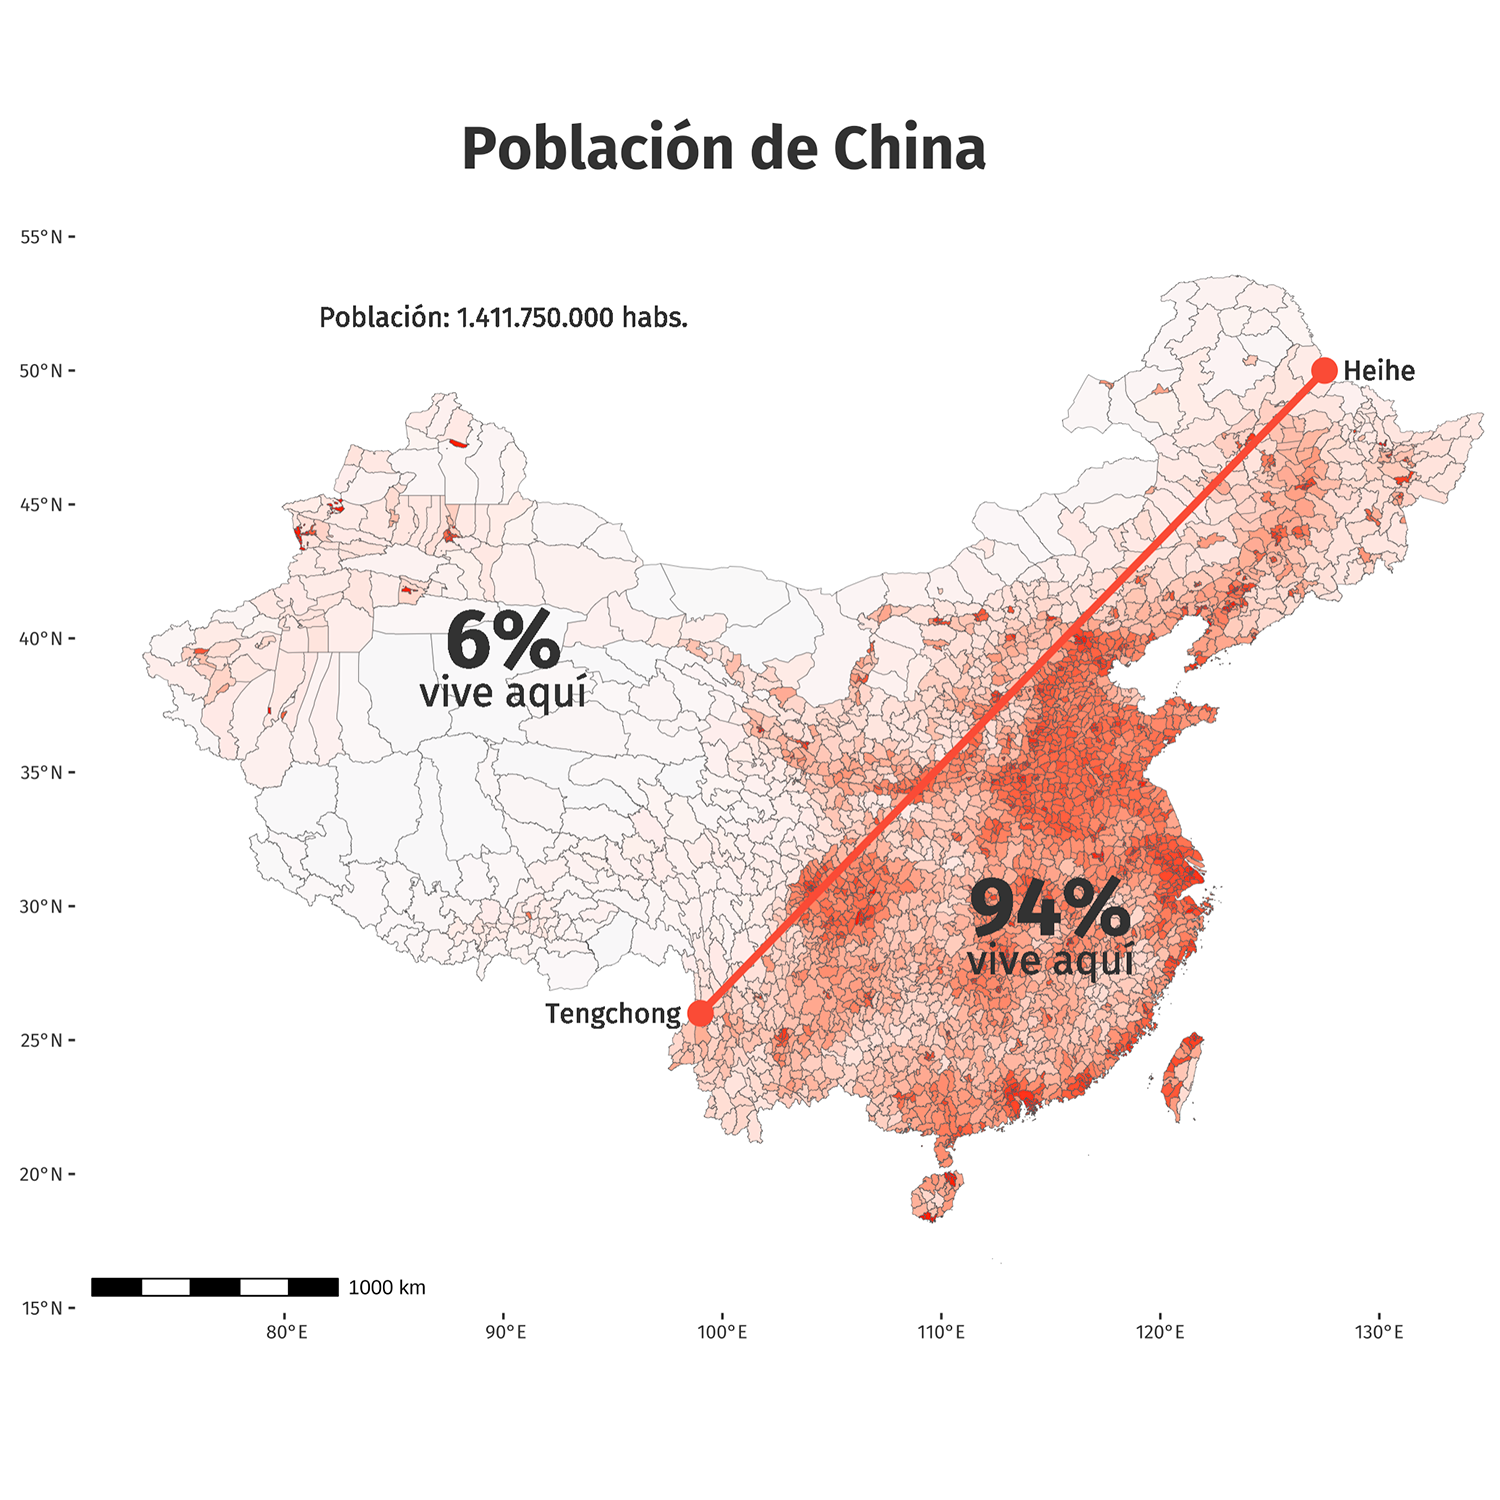 Población de China
55°N
Población: 1.411.750.000 habs.
50°N
Heihe
45°N
40°N
6%
vive aquí
35°N
94%
vive aquí
30°N
Tengchong
25°N
20°N
1000 km
15°N
80°E
90°E
100°E
110°E
120°E
130°E